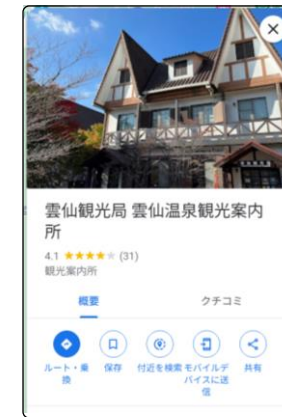 雲仙観光局 雲仙温泉観光案内
所
4.1 ★★★★★ (31)
観光案内所
概要
クチコミ
ルート・乗
換
保存
付近を検索
モバイルデ
バイスに送
信
共有